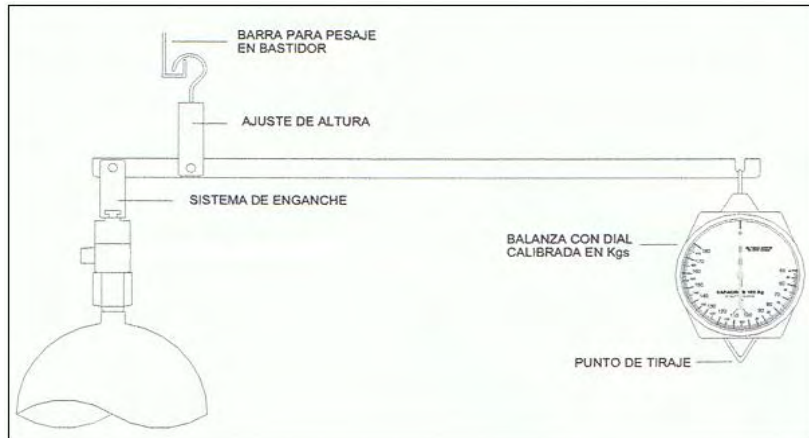 BARRA PARA PESAJE
EN BASTIDOR
AJUSTE DE ALTURA
SISTEMA DE ENGANCHE
BALANZA CON DIAL
CALIBRADA EN Kgs
PUNTO DE TIRAJE